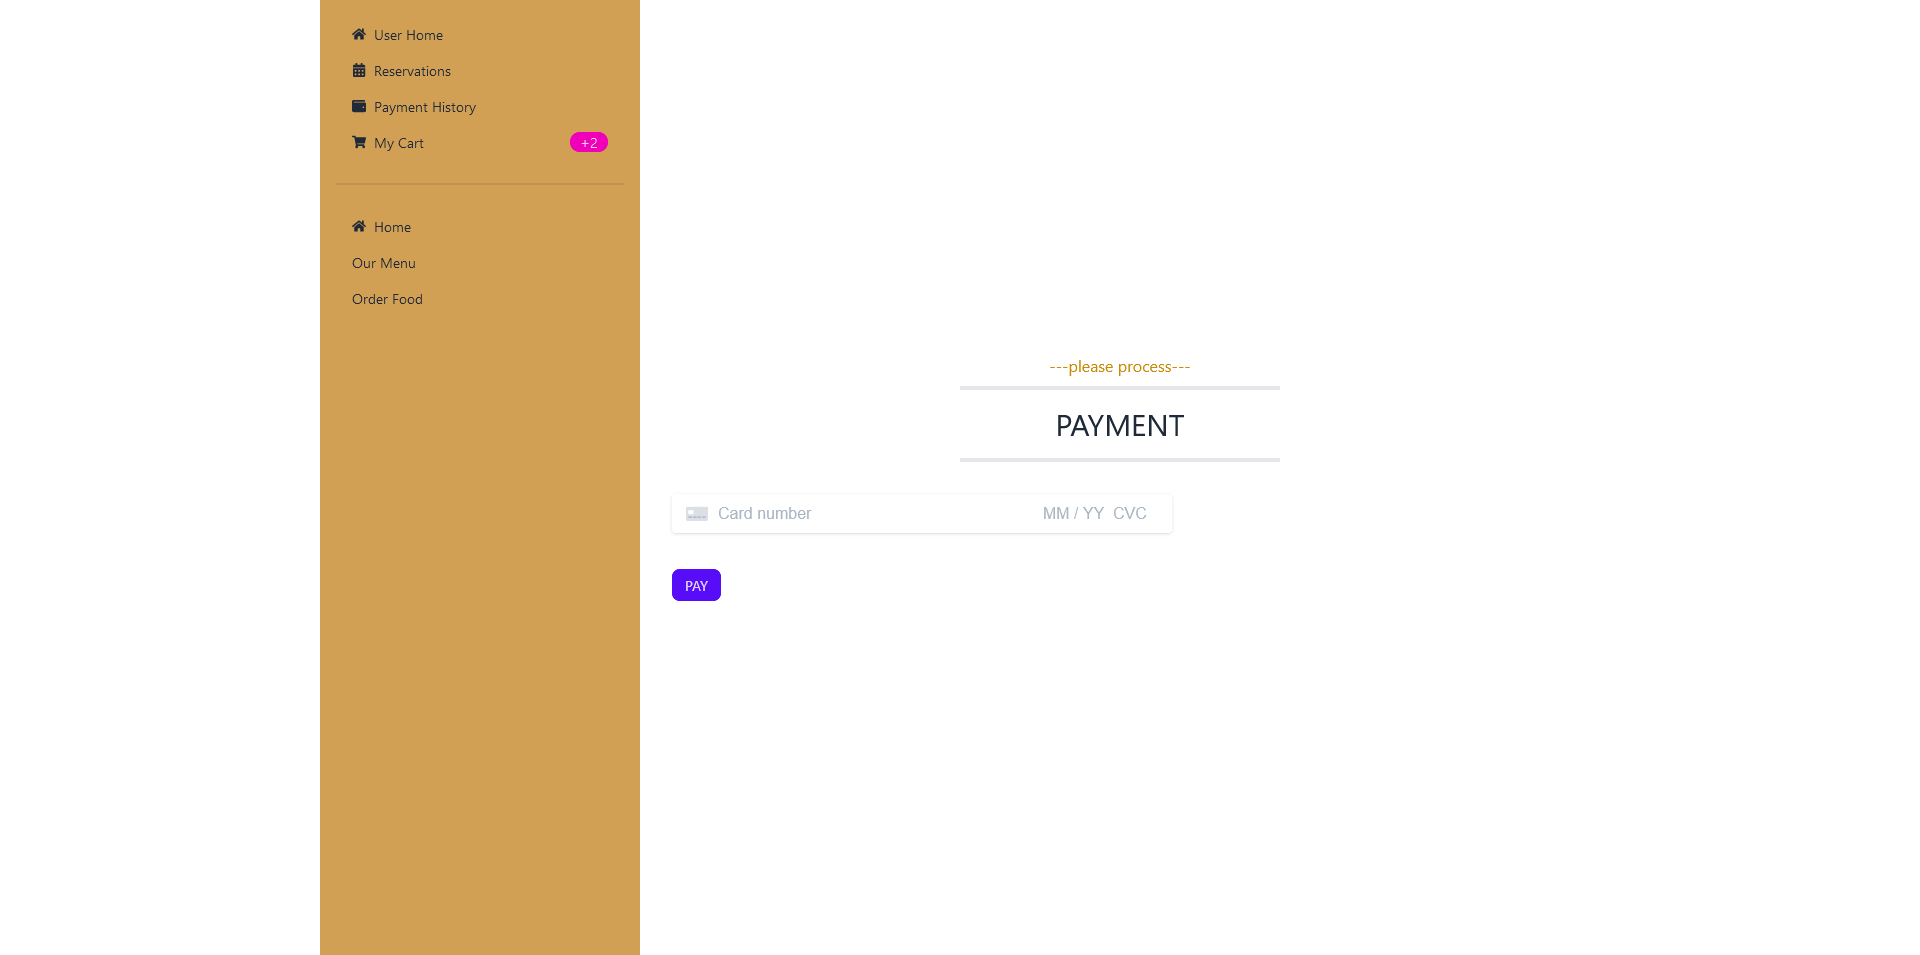 User Home
Reservations
Payment History
My Cart +2
Home
Our Menu
Order Food
---please process---
PAYMENT
Card number MM / YY CVC
PAY